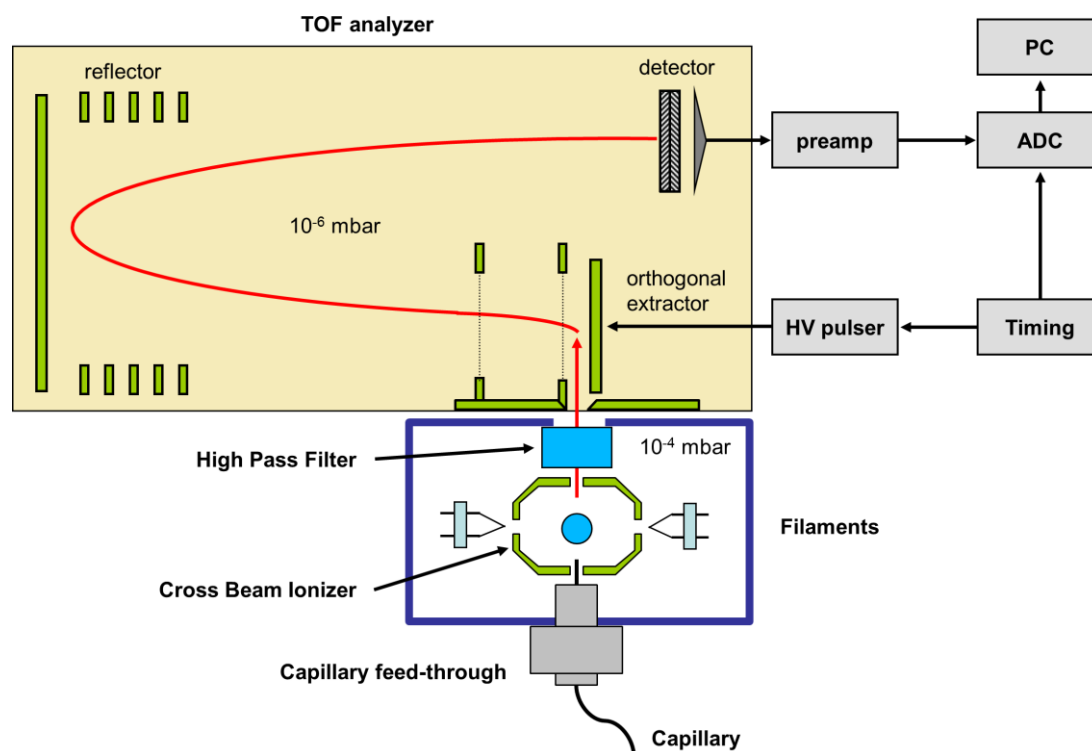 TOF analyzer
PC
reflector
detector
preamp
ADC
10⁻⁶ mbar
orthogonal
extractor
HV pulser
Timing
High Pass Filter
10⁻⁴ mbar
Filaments
Cross Beam Ionizer
Capillary feed-through
Capillary